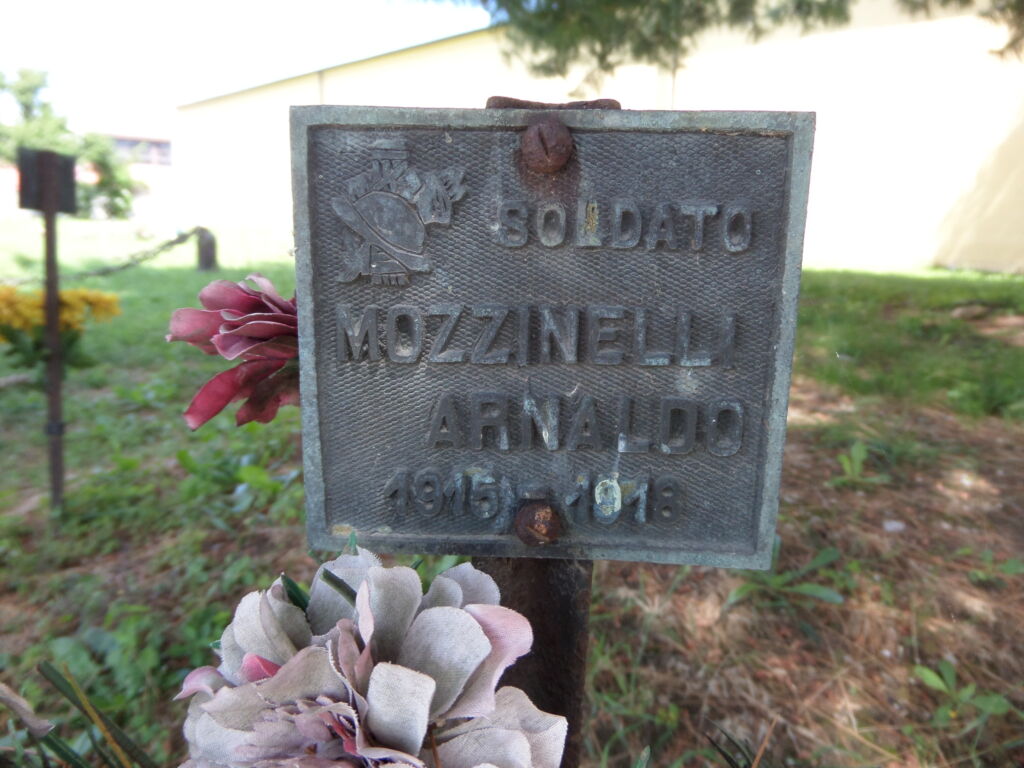 SOLDATO
MOZZINELLI
ARNALDO
1915-1918